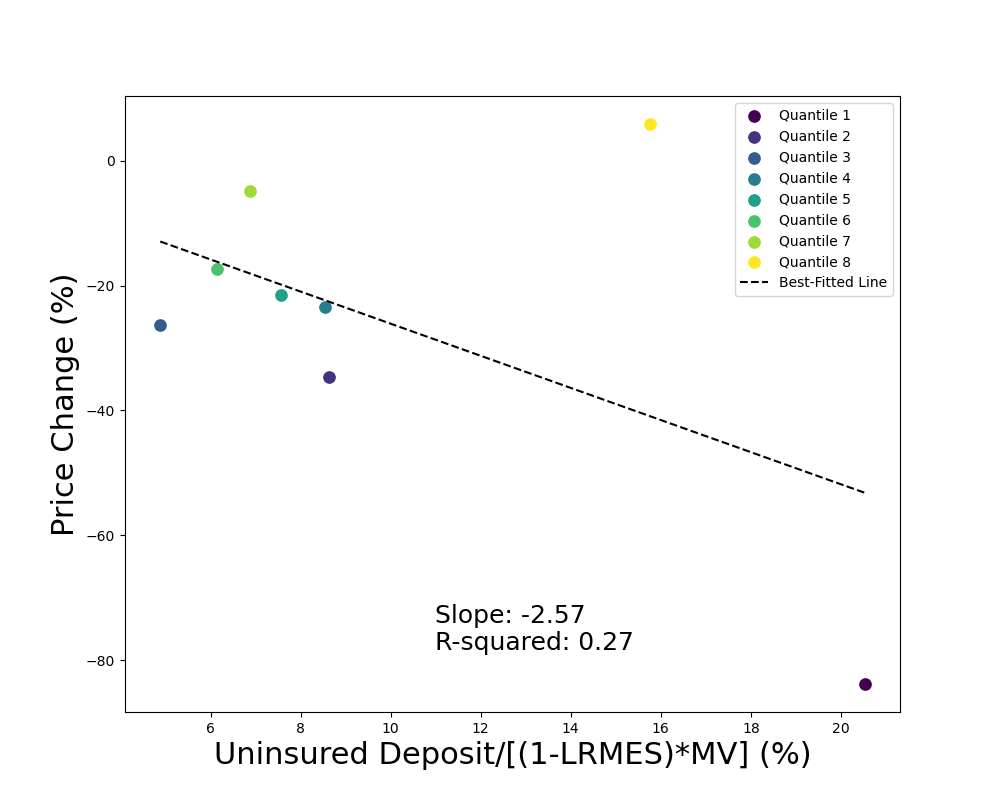 Quantile 1
Quantile 2
Quantile 3
Quantile 4
Quantile 5
Quantile 6
Quantile 7
Quantile 8
Best-Fitted Line
0
−20
−40
−60
−80
Price Change (%)
Slope: -2.57
R-squared: 0.27
6 8 10 12 14 16 18 20
Uninsured Deposit/[(1-LRMES)*MV] (%)